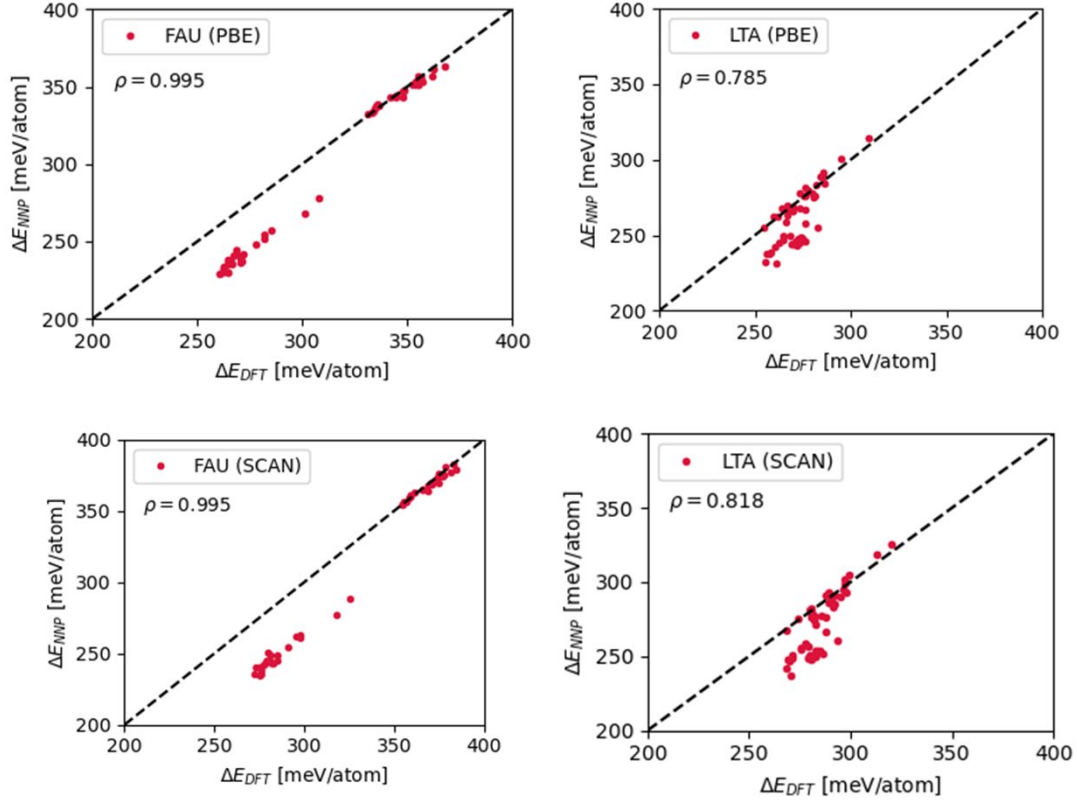 400
350
300
250
200
ΔE_NNP [meV/atom]
FAU (PBE)
ρ = 0.995
200 250 300 350 400
ΔE_DFT [meV/atom]
400
350
300
250
200
ΔE_NNP [meV/atom]
LTA (PBE)
ρ = 0.785
200 250 300 350 400
ΔE_DFT [meV/atom]
400
350
300
250
200
ΔE_NNP [meV/atom]
FAU (SCAN)
ρ = 0.995
200 250 300 350 400
ΔE_DFT [meV/atom]
400
350
300
250
200
ΔE_NNP [meV/atom]
LTA (SCAN)
ρ = 0.818
200 250 300 350 400
ΔE_DFT [meV/atom]